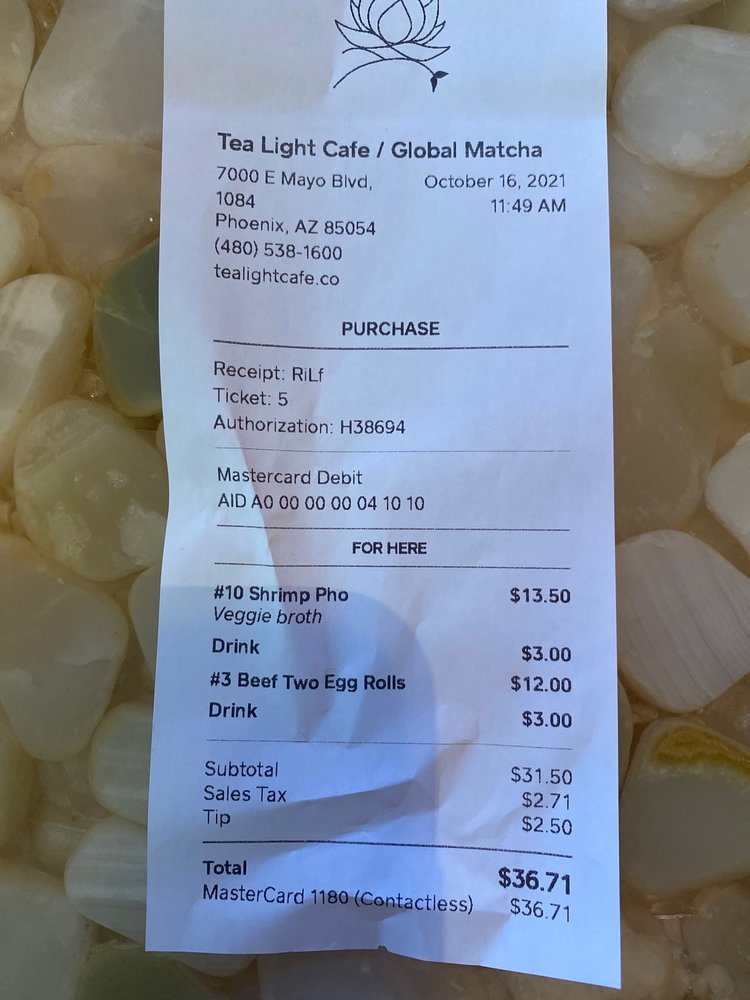 Tea Light Cafe / Global Matcha
7000 E Mayo Blvd,
1084
Phoenix, AZ 85054
(480) 538-1600
tealightcafe.co
October 16, 2021
11:49 AM
PURCHASE
Receipt: RiLf
Ticket: 5
Authorization: H38694
Mastercard Debit
AID A0 00 00 00 04 10 10
FOR HERE
#10 Shrimp Pho $13.50
Veggie broth
Drink $3.00
#3 Beef Two Egg Rolls $12.00
Drink $3.00
Subtotal $31.50
Sales Tax $2.71
Tip $2.50
Total $36.71
MasterCard 1180 (Contactless) $36.71